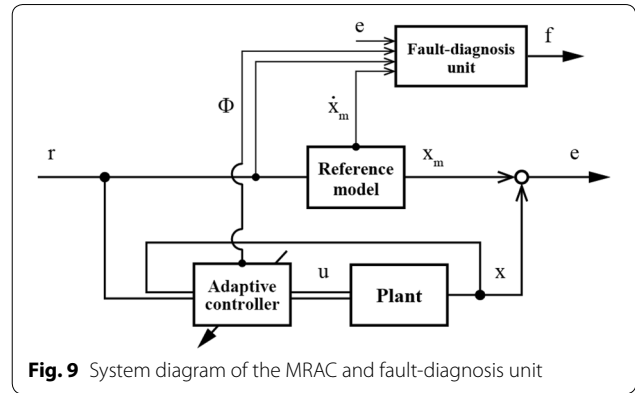 e
Fault-diagnosis
unit
f
Φ
ẋm
r
Reference
model
xm
e
Adaptive
controller
u
Plant
x
Fig. 9 System diagram of the MRAC and fault-diagnosis unit